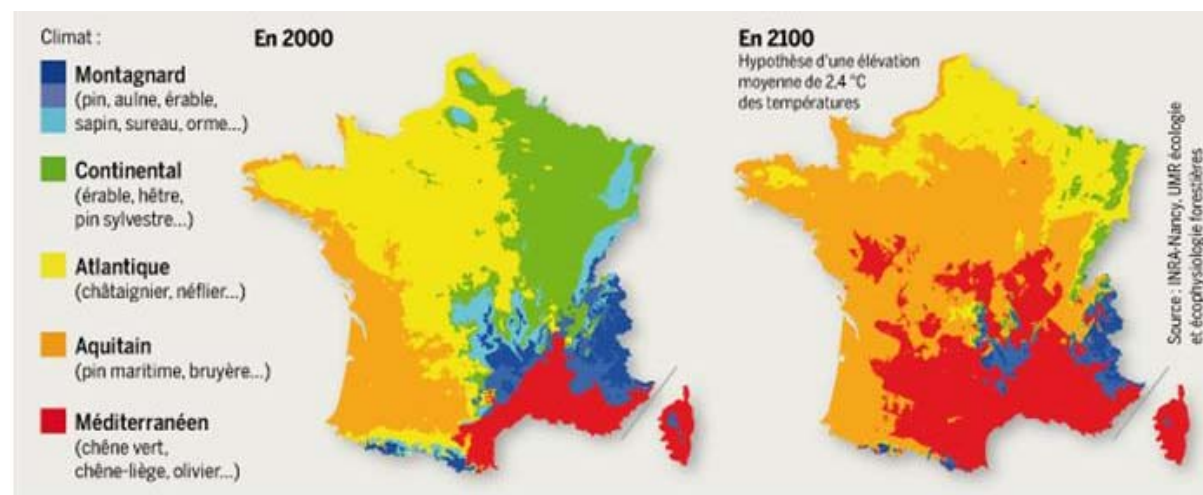 Climat :
Montagnard
(pin, aulne, érable,
sapin, sureau, orme...)
Continental
(érable, hêtre,
pin sylvestre...)
Atlantique
(châtaignier, néflier...)
Aquitain
(pin maritime, bruyère...)
Méditerranéen
(chêne vert,
chêne-liège, olivier...)
En 2000
En 2100
Hypothèse d'une élévation
moyenne de 2,4 °C
des températures
Source : INRA-Nancy, UMR écologie
et écophysiologie forestières